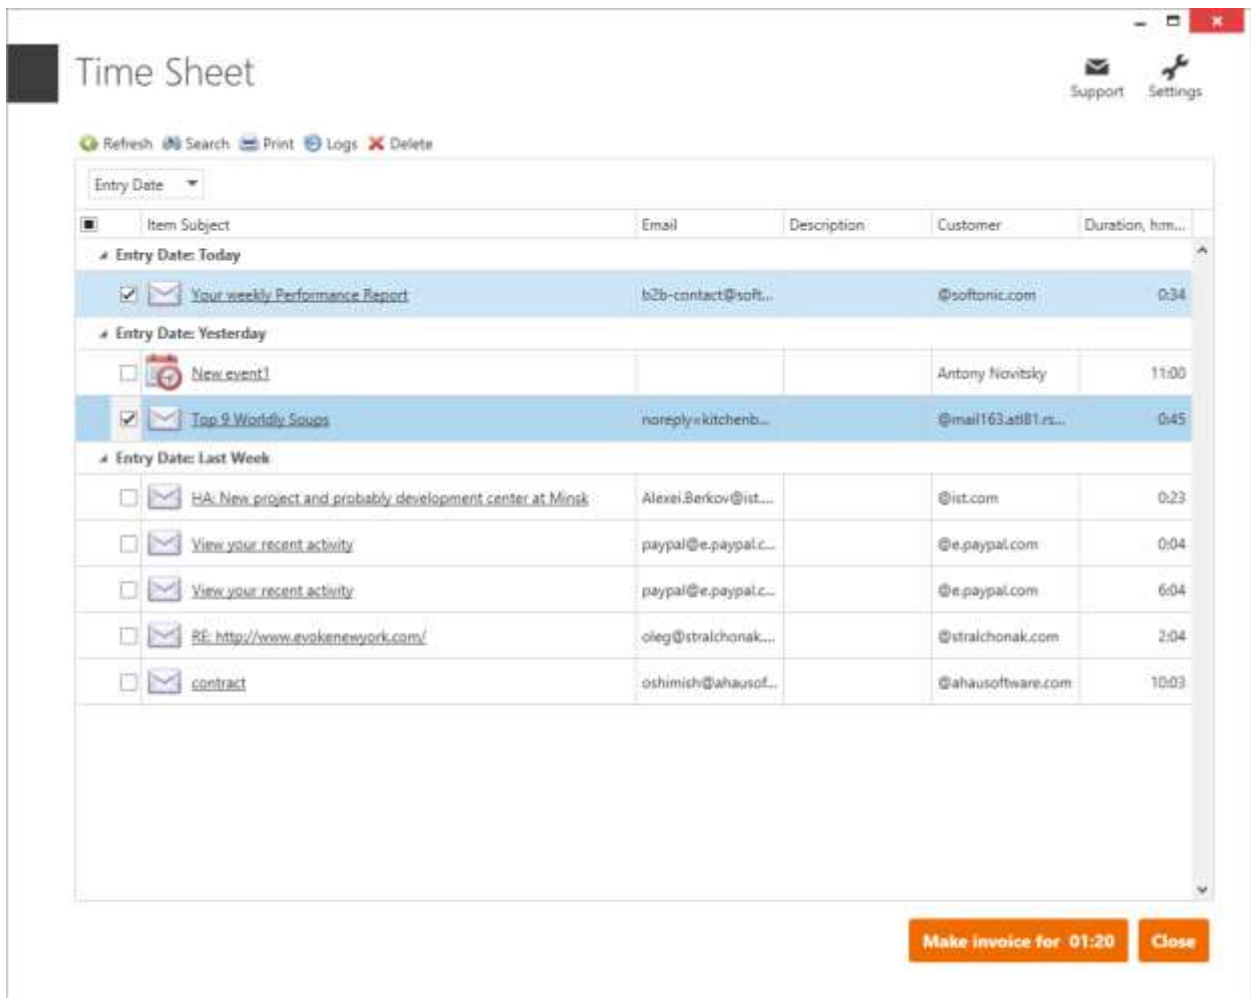 Time Sheet
Support Settings
Refresh Search Print Logs Delete
Entry Date
Item Subject Email Description Customer Duration, h:m...
Entry Date: Today
Your weekly Performance Report b2b-contact@soft... @softonic.com 0:34
Entry Date: Yesterday
New event1 Antony Novitsky 11:00
Top 9 Worldly Soups noreply=kitchenb... @mail163.atl81.rs... 0:45
Entry Date: Last Week
HA: New project and probably development center at Minsk Alexei.Berkov@ist.... @ist.com 0:23
View your recent activity paypal@e.paypal.c... @e.paypal.com 0:04
View your recent activity paypal@e.paypal.c... @e.paypal.com 6:04
RE: http://www.evokenewyork.com/ oleg@stralchonak.... @stralchonak.com 2:04
contract oshimish@ahausof... @ahausoftware.com 10:03
Make invoice for 01:20 Close